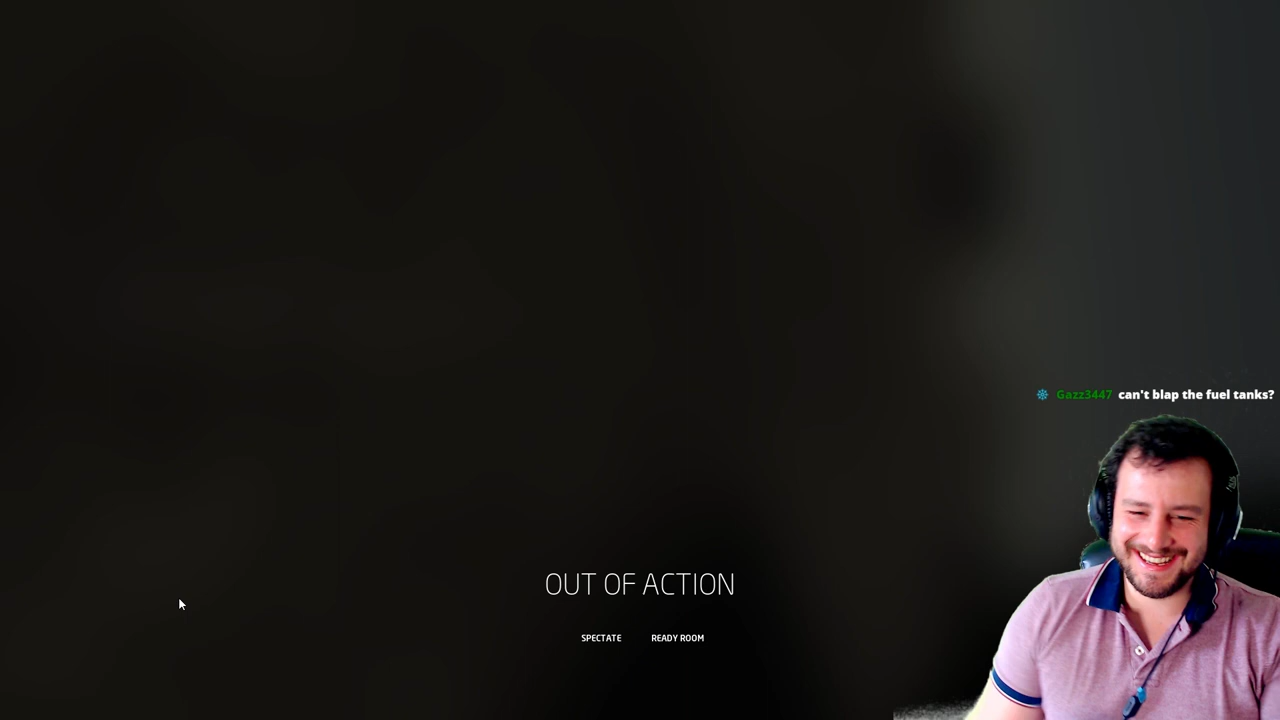 Gazz3447 can't blap the fuel tanks?
OUT OF ACTION
SPECTATE READY ROOM